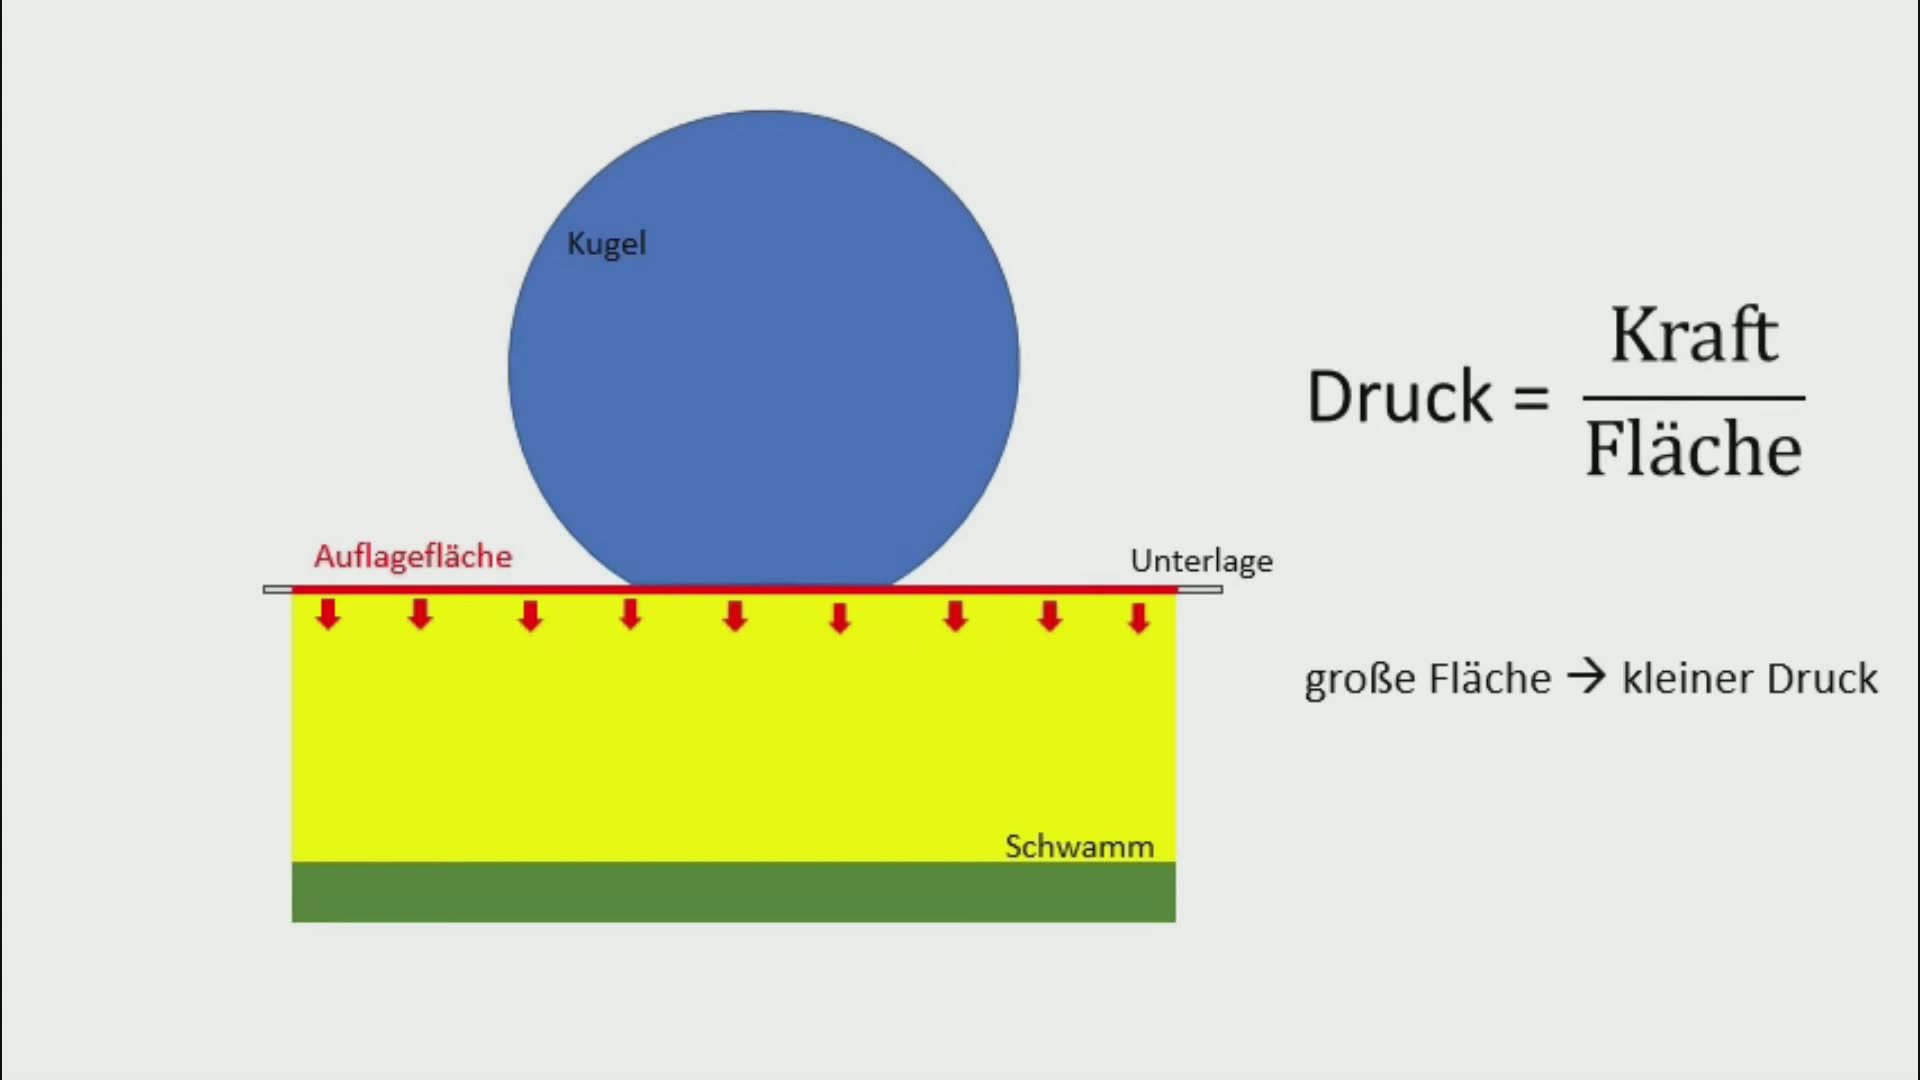 Kugel
Kraft
Druck =
Fläche
Auflagefläche
Unterlage
große Fläche → kleiner Druck
Schwamm